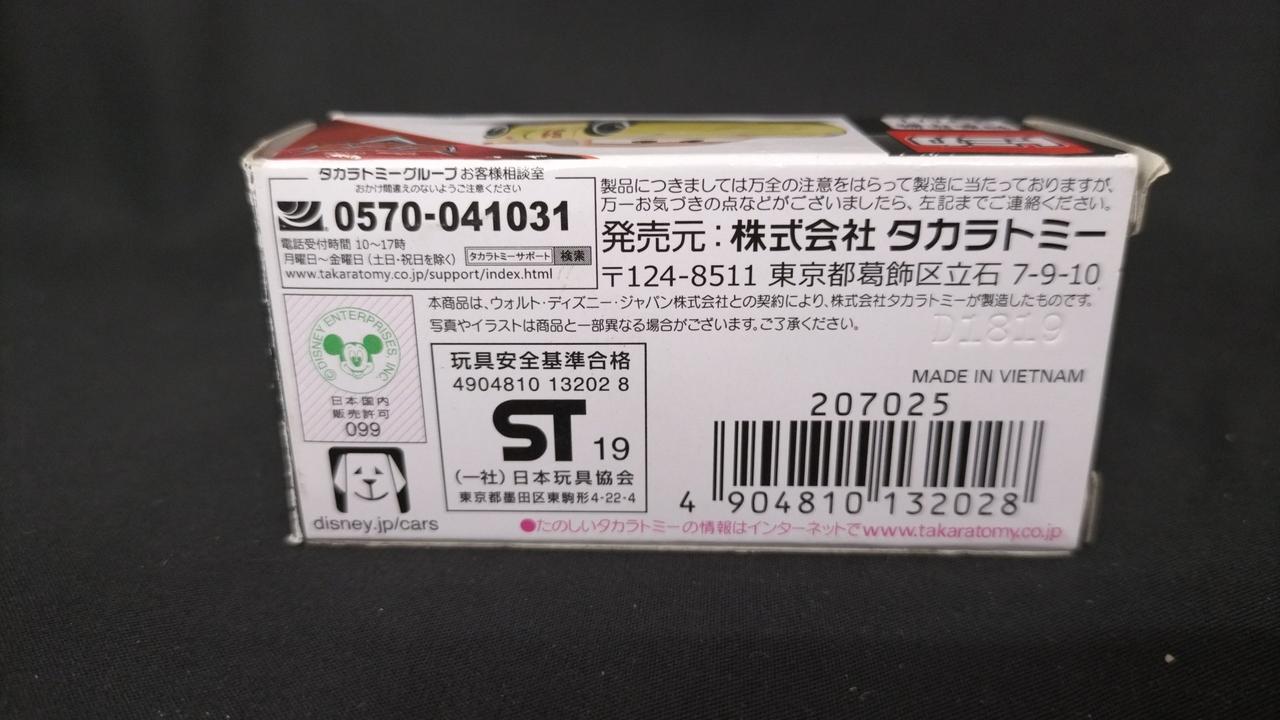 タカラトミーグループ お客様相談室
おかけ間違えのないようご注意ください
0570-041031
電話受付時間 10～17時
月曜日～金曜日 (土日・祝日を除く)
タカラトミーサポート 検索
www.takaratomy.co.jp/support/index.html
製品につきましては万全の注意をはらって製造に当たっておりますが、
万一お気づきの点などがございましたら、左記までご連絡ください。
発売元：株式会社 タカラトミー
〒124-8511 東京都葛飾区立石 7-9-10
本商品は、ウォルト・ディズニー・ジャパン株式会社との契約により、株式会社タカラトミーが製造したものです。
写真やイラストは商品と一部異なる場合がございます。ご了承ください。
D1819
©DISNEY ENTERPRISES, INC
日本国内
販売許可
099
disney.jp/cars
玩具安全基準合格
4904810 13202 8
ST 19
(一社) 日本玩具協会
東京都墨田区東駒形4-22-4
MADE IN VIETNAM
207025
4 904810 132028
●たのしいタカラトミーの情報はインターネットでwww.takaratomy.co.jp